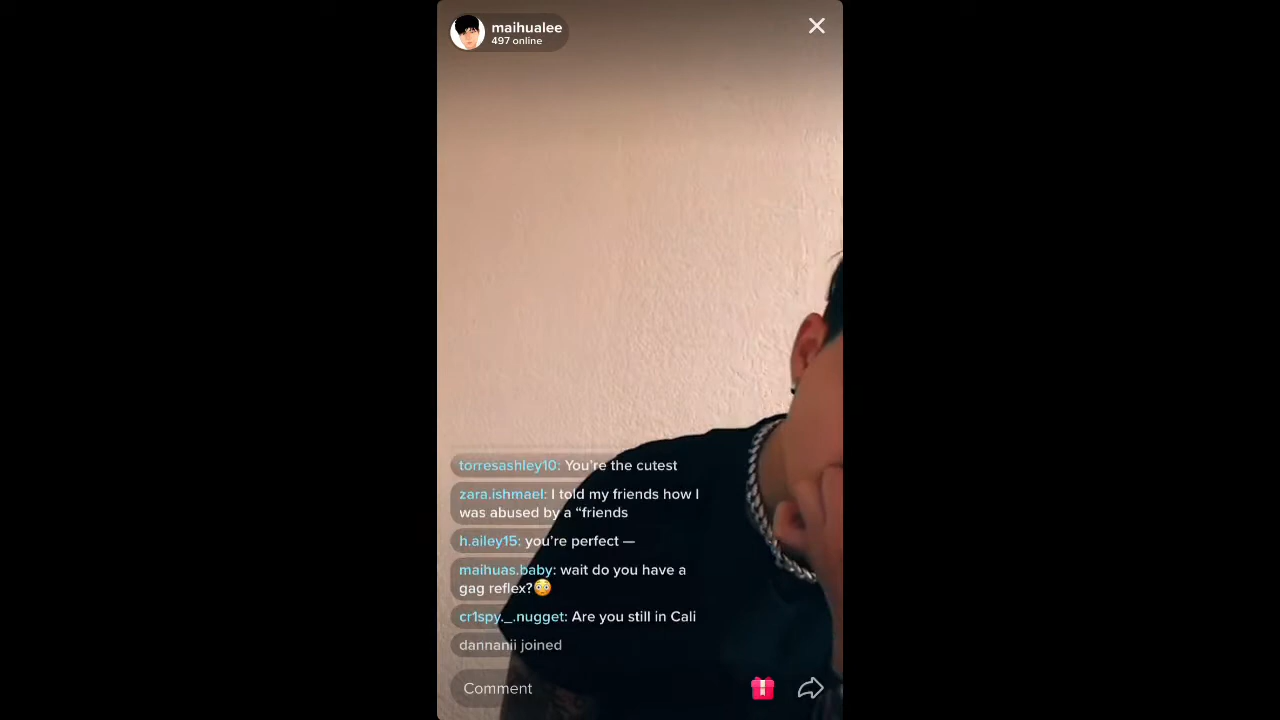 maihualee
497 online
torresashley10: You’re the cutest
zara.ishmael: I told my friends how I
was abused by a “friends
h.ailey15: you’re perfect —
maihuas.baby: wait do you have a
gag reflex?😳
cr1spy._.nugget: Are you still in Cali
dannanii joined
Comment